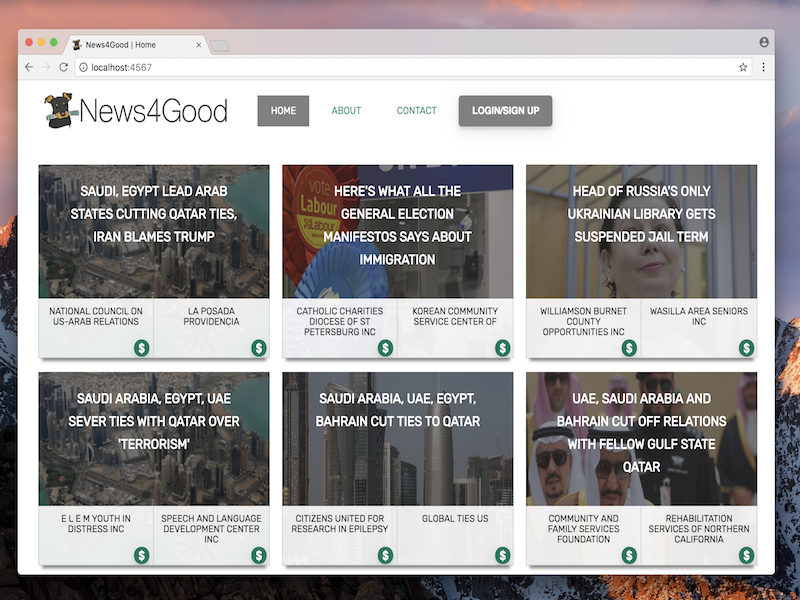 News4Good | Home
localhost:4567
News4Good
HOME
ABOUT
CONTACT
LOGIN/SIGN UP
SAUDI, EGYPT LEAD ARAB
STATES CUTTING QATAR TIES,
IRAN BLAMES TRUMP
NATIONAL COUNCIL ON
US-ARAB RELATIONS
$
LA POSADA
PROVIDENCIA
$
vote
Labour
Labour
HERE'S WHAT ALL THE
GENERAL ELECTION
MANIFESTOS SAYS ABOUT
IMMIGRATION
CATHOLIC CHARITIES
DIOCESE OF ST
PETERSBURG INC
$
KOREAN COMMUNITY
SERVICE CENTER OF
$
HEAD OF RUSSIA'S ONLY
UKRAINIAN LIBRARY GETS
SUSPENDED JAIL TERM
WILLIAMSON BURNET
COUNTY
OPPORTUNITIES INC
$
WASILLA AREA SENIORS
INC
$
SAUDI ARABIA, EGYPT, UAE
SEVER TIES WITH QATAR OVER
'TERRORISM'
E L E M YOUTH IN
DISTRESS INC
$
SPEECH AND LANGUAGE
DEVELOPMENT CENTER
INC
$
SAUDI ARABIA, UAE, EGYPT,
BAHRAIN CUT TIES TO QATAR
CITIZENS UNITED FOR
RESEARCH IN EPILEPSY
$
GLOBAL TIES US
$
UAE, SAUDI ARABIA AND
BAHRAIN CUT OFF RELATIONS
WITH FELLOW GULF STATE
QATAR
COMMUNITY AND
FAMILY SERVICES
FOUNDATION
$
REHABILITATION
SERVICES OF NORTHERN
CALIFORNIA
$